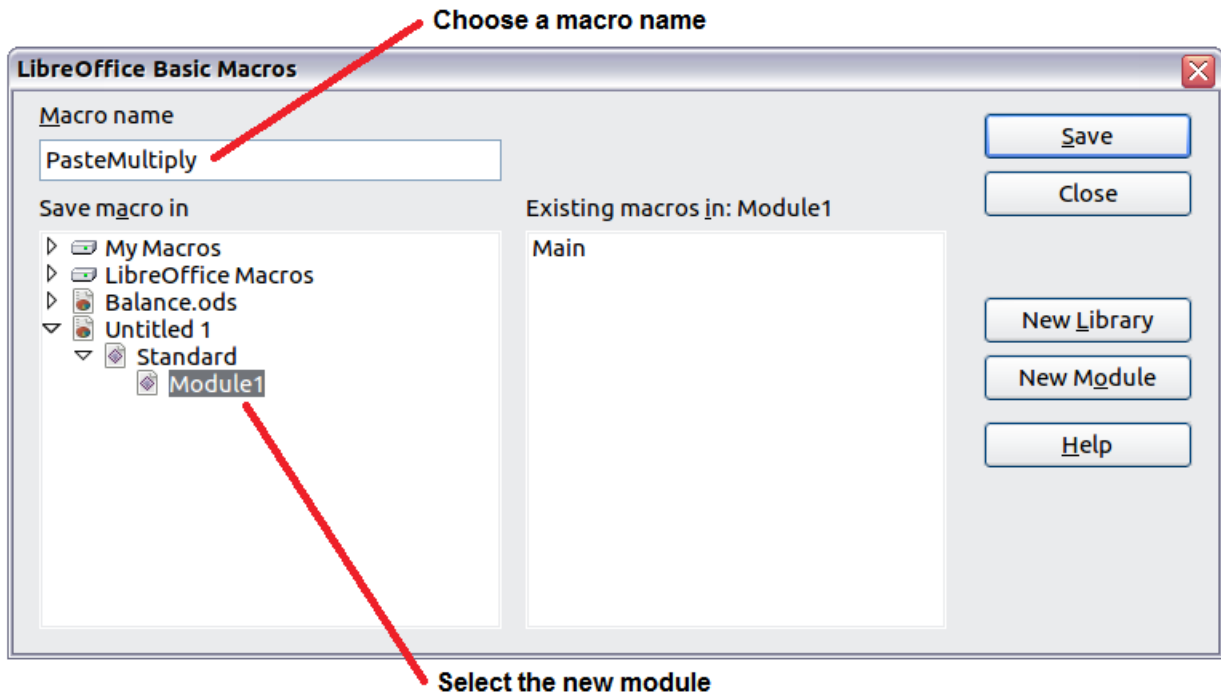 Choose a macro name
LibreOffice Basic Macros
Macro name
PasteMultiply
Save
Close
Save macro in
Existing macros in: Module1
My Macros
LibreOffice Macros
Balance.ods
Untitled 1
Standard
Module1
Main
New Library
New Module
Help
Select the new module